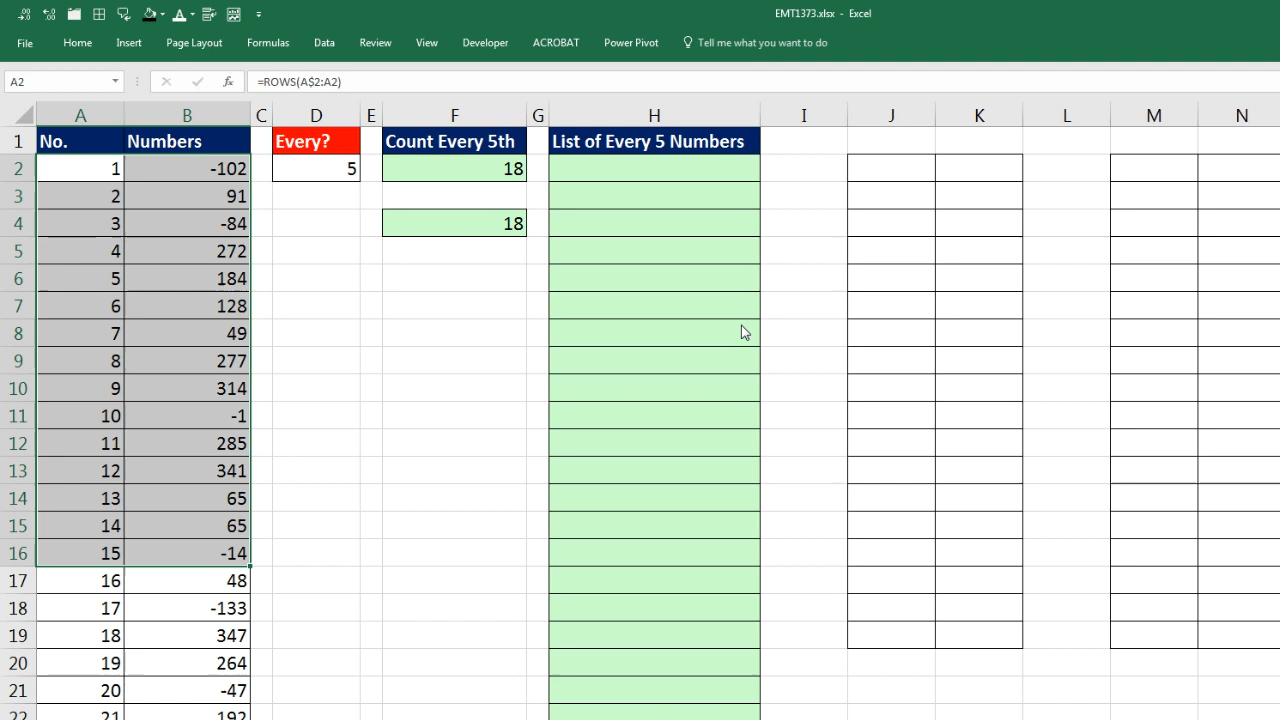 EMT1373.xlsx - Excel
File Home Insert Page Layout Formulas Data Review View Developer ACROBAT Power Pivot Tell me what you want to do
A2 fx =ROWS(A$2:A2)
A B C D E F G H I J K L M N
1 No. Numbers Every? Count Every 5th List of Every 5 Numbers
2 1 -102 5 18
3 2 91
4 3 -84 18
5 4 272
6 5 184
7 6 128
8 7 49
9 8 277
10 9 314
11 10 -1
12 11 285
13 12 341
14 13 65
15 14 65
16 15 -14
17 16 48
18 17 -133
19 18 347
20 19 264
21 20 -47
22 21 192